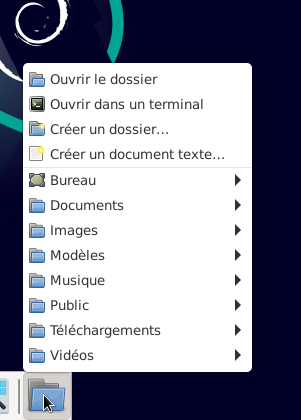 Ouvrir le dossier
Ouvrir dans un terminal
Créer un dossier...
Créer un document texte...
Bureau
Documents
Images
Modèles
Musique
Public
Téléchargements
Vidéos